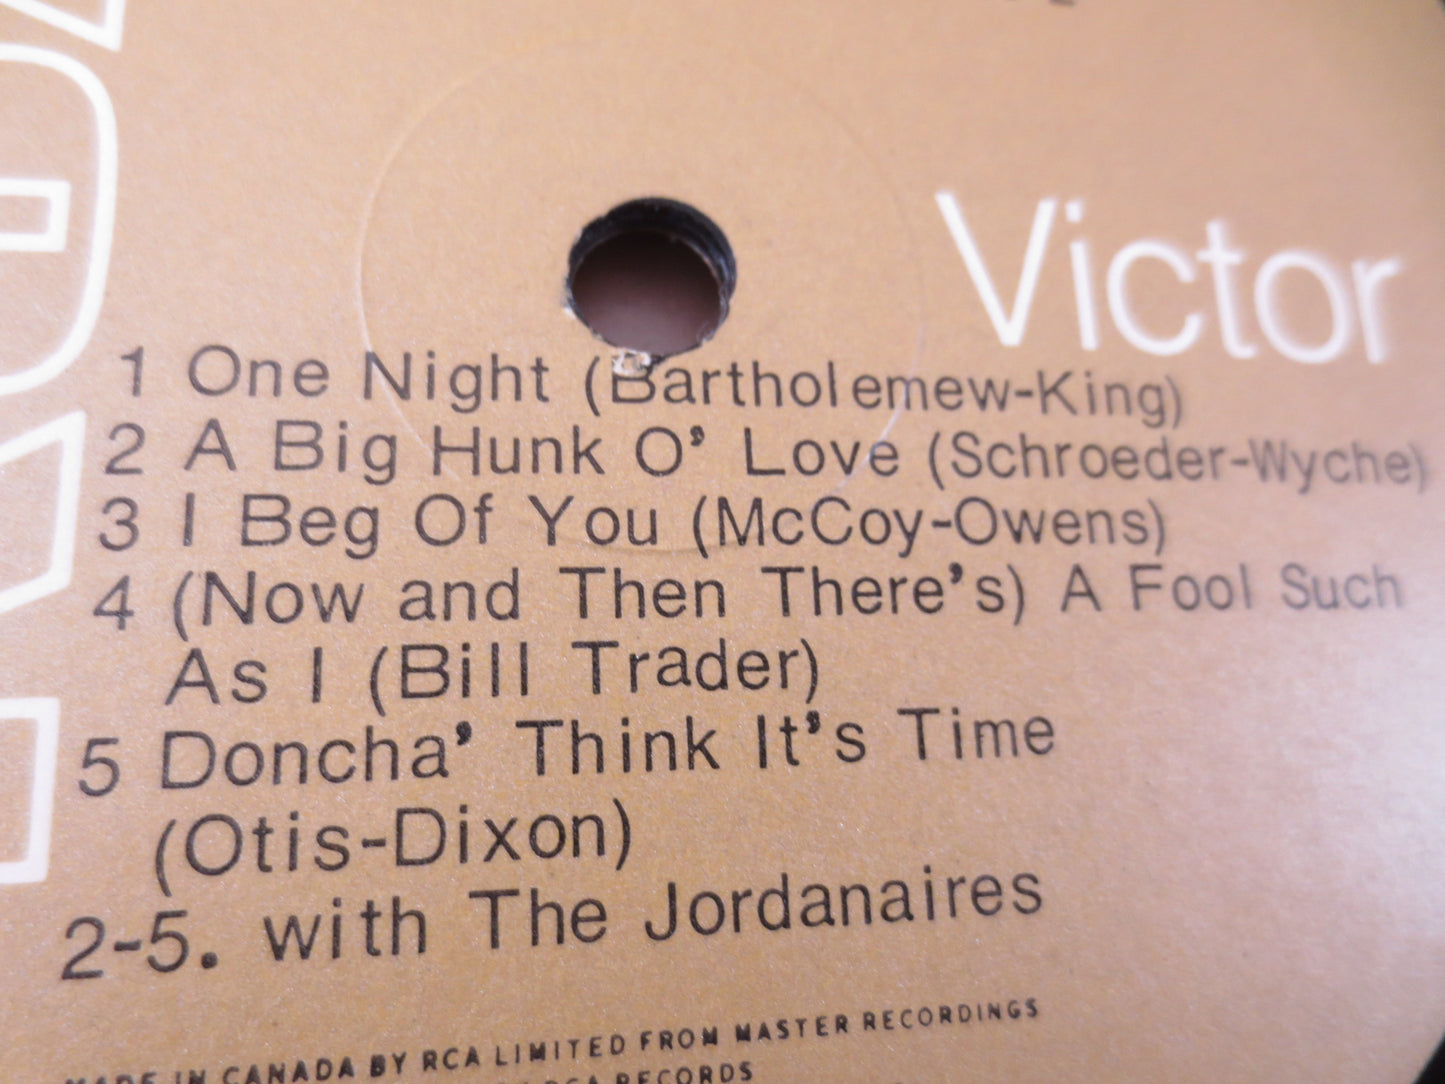 Victor
1 One Night (Bartholemew-King)
2 A Big Hunk O' Love (Schroeder-Wyche)
3 I Beg Of You (McCoy-Owens)
4 (Now and Then There's) A Fool Such
As I (Bill Trader)
5 Doncha' Think It's Time
(Otis-Dixon)
2-5. with The Jordanaires
MADE IN CANADA BY RCA LIMITED FROM MASTER RECORDINGS
RCA RECORDS